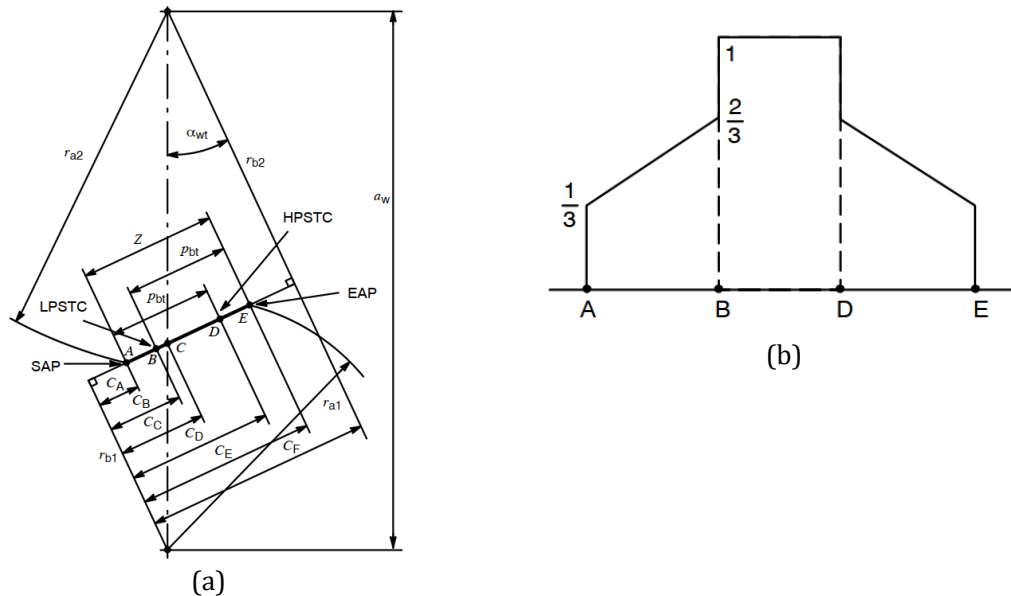 α_wt
r_a2
r_b2
a_w
HPSTC
Z
p_bt
LPSTC
p_bt
EAP
E
D
A
B
C
SAP
C_A
C_B
C_C
r_a1
C_D
r_b1
C_E
C_F
(a)
1
2/3
1/3
A B D E
(b)